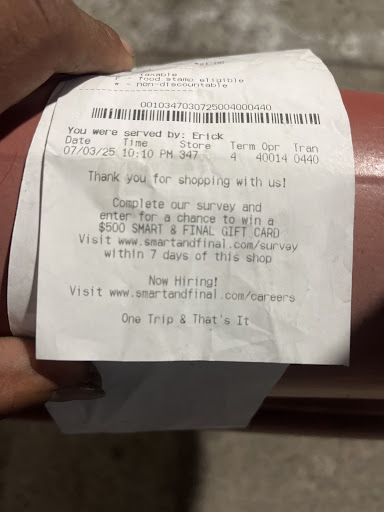 taxable
F - food stamp eligible
* - non-discountable
0010347030725004000440
You were served by: Erick
Date Time Store Term Opr Tran
07/03/25 10:10 PM 347 4 40014 0440
Thank you for shopping with us!
Complete our survey and
enter for a chance to win a
$500 SMART & FINAL GIFT CARD
Visit www.smartandfinal.com/survey
within 7 days of this shop
Now Hiring!
Visit www.smartandfinal.com/careers
One Trip & That's It